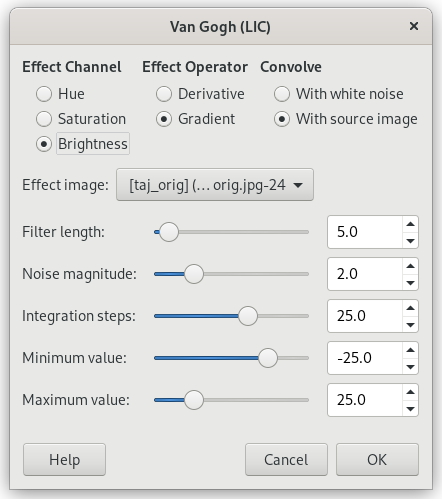 Van Gogh (LIC)
Effect Channel Effect Operator Convolve
Hue Derivative With white noise
Saturation Gradient With source image
Brightness
Effect image: [taj_orig] (... orig.jpg-24
Filter length: 5.0
Noise magnitude: 2.0
Integration steps: 25.0
Minimum value: -25.0
Maximum value: 25.0
Help Cancel OK